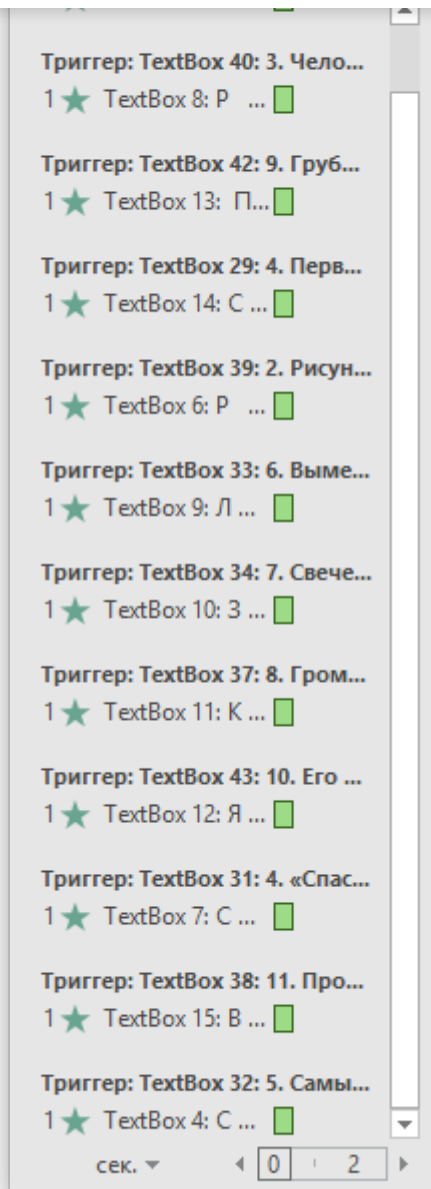 Триггер: TextBox 40: 3. Чело...
1 TextBox 8: Р ...
Триггер: TextBox 42: 9. Груб...
1 TextBox 13: П...
Триггер: TextBox 29: 4. Перв...
1 TextBox 14: С ...
Триггер: TextBox 39: 2. Рисун...
1 TextBox 6: Р ...
Триггер: TextBox 33: 6. Выме...
1 TextBox 9: Л ...
Триггер: TextBox 34: 7. Свече...
1 TextBox 10: З ...
Триггер: TextBox 37: 8. Гром...
1 TextBox 11: К ...
Триггер: TextBox 43: 10. Его ...
1 TextBox 12: Я ...
Триггер: TextBox 31: 4. «Спас...
1 TextBox 7: С ...
Триггер: TextBox 38: 11. Про...
1 TextBox 15: В ...
Триггер: TextBox 32: 5. Самы...
1 TextBox 4: С ...
сек. 0 2